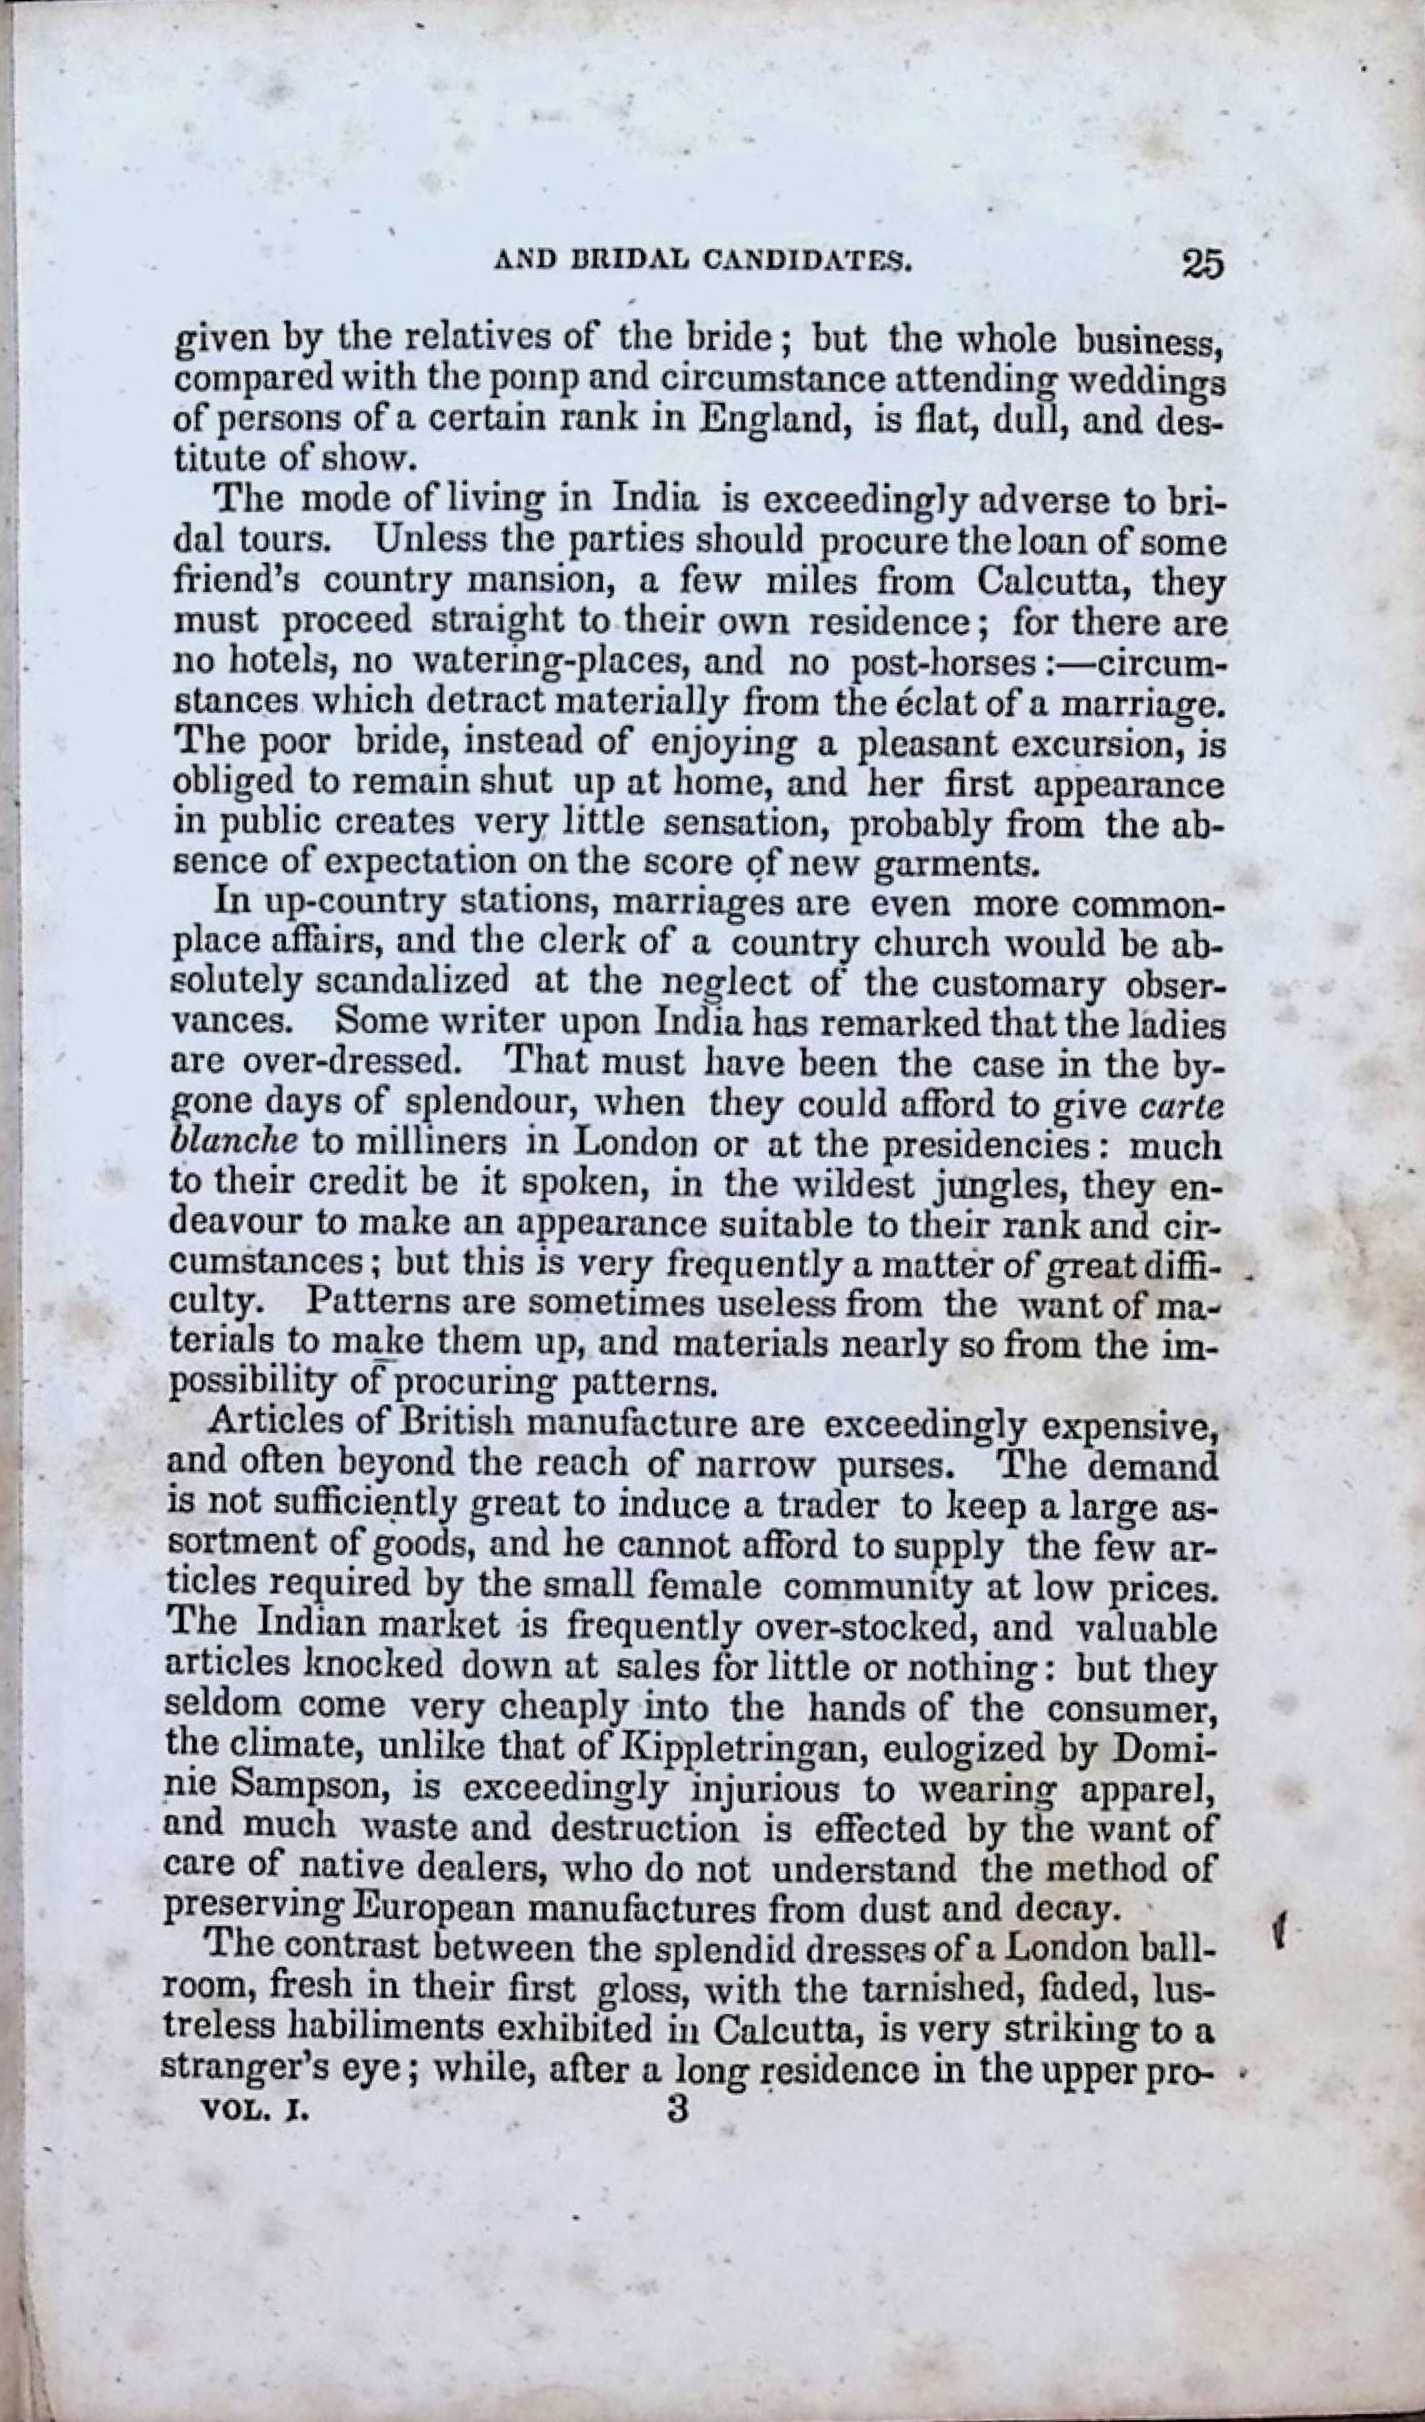 AND BRIDAL CANDIDATES. 25
given by the relatives of the bride; but the whole business,
compared with the pomp and circumstance attending weddings
of persons of a certain rank in England, is flat, dull, and des-
titute of show.
The mode of living in India is exceedingly adverse to bri-
dal tours. Unless the parties should procure the loan of some
friend's country mansion, a few miles from Calcutta, they
must proceed straight to their own residence; for there are
no hotels, no watering-places, and no post-horses:—circum-
stances which detract materially from the éclat of a marriage.
The poor bride, instead of enjoying a pleasant excursion, is
obliged to remain shut up at home, and her first appearance
in public creates very little sensation, probably from the ab-
sence of expectation on the score of new garments.
In up-country stations, marriages are even more common-
place affairs, and the clerk of a country church would be ab-
solutely scandalized at the neglect of the customary obser-
vances. Some writer upon India has remarked that the ladies
are over-dressed. That must have been the case in the by-
gone days of splendour, when they could afford to give carte
blanche to milliners in London or at the presidencies: much
to their credit be it spoken, in the wildest jungles, they en-
deavour to make an appearance suitable to their rank and cir-
cumstances; but this is very frequently a matter of great diffi-
culty. Patterns are sometimes useless from the want of ma-
terials to make them up, and materials nearly so from the im-
possibility of procuring patterns.
Articles of British manufacture are exceedingly expensive,
and often beyond the reach of narrow purses. The demand
is not sufficiently great to induce a trader to keep a large as-
sortment of goods, and he cannot afford to supply the few ar-
ticles required by the small female community at low prices.
The Indian market is frequently over-stocked, and valuable
articles knocked down at sales for little or nothing: but they
seldom come very cheaply into the hands of the consumer,
the climate, unlike that of Kippletringan, eulogized by Domi-
nie Sampson, is exceedingly injurious to wearing apparel,
and much waste and destruction is effected by the want of
care of native dealers, who do not understand the method of
preserving European manufactures from dust and decay.
The contrast between the splendid dresses of a London ball-
room, fresh in their first gloss, with the tarnished, faded, lus-
treless habiliments exhibited in Calcutta, is very striking to a
stranger's eye; while, after a long residence in the upper pro-
VOL. I. 3